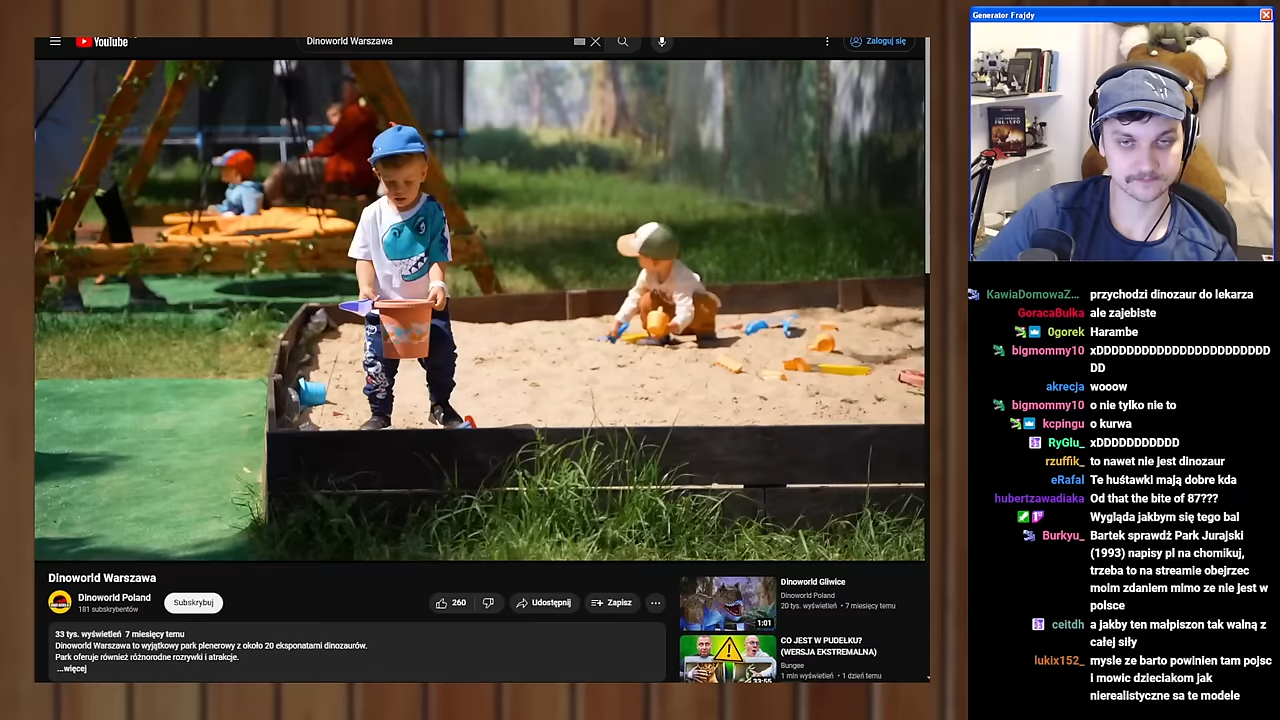 YouTube
Dinoworld Warszawa
Zaloguj się
Dinoworld Warszawa
Dinoworld Poland
181 subskrybentów
Subskrybuj
260
Udostępnij
Zapisz
33 tys. wyświetleń 7 miesięcy temu
Dinoworld Warszawa to wyjątkowy park plenerowy z około 20 eksponatami dinozaurów.
Park oferuje również różnorodne rozrywki i atrakcje.
...więcej
1:01
Dinoworld Gliwice
Dinoworld Poland
20 tys. wyświetleń • 7 miesięcy temu
33:55
CO JEST W PUDEŁKU?
(WERSJA EKSTREMALNA)
Bungee
1 mln wyświetleń • 1 dzień temu
Generator Frajdy
KawiaDomowaZ... przychodzi dinozaur do lekarza
GoracaBulka ale zajebiste
0gorek Harambe
bigmommy10 xDDDDDDDDDDDDDDDDDDDDDDD
DD
akrecja wooow
bigmommy10 o nie tylko nie to
kcpingu o kurwa
RyGlu_ xDDDDDDDDDDD
rzuffik_ to nawet nie jest dinozaur
eRafal Te huśtawki mają dobre kda
hubertzawadiaka Od that the bite of 87???
Wygląda jakbym się tego bal
Burkyu_ Bartek sprawdź Park Jurajski
(1993) napisy pl na chomikuj,
trzeba to na streamie obejrzec
moim zdaniem mimo ze nie jest w
polsce
ceitdh a jakby ten małpiszon tak walną z
całej siły
lukix152_ mysle ze barto powinien tam pojsc
i mowic dzieciakom jak
nierealistyczne sa te modele